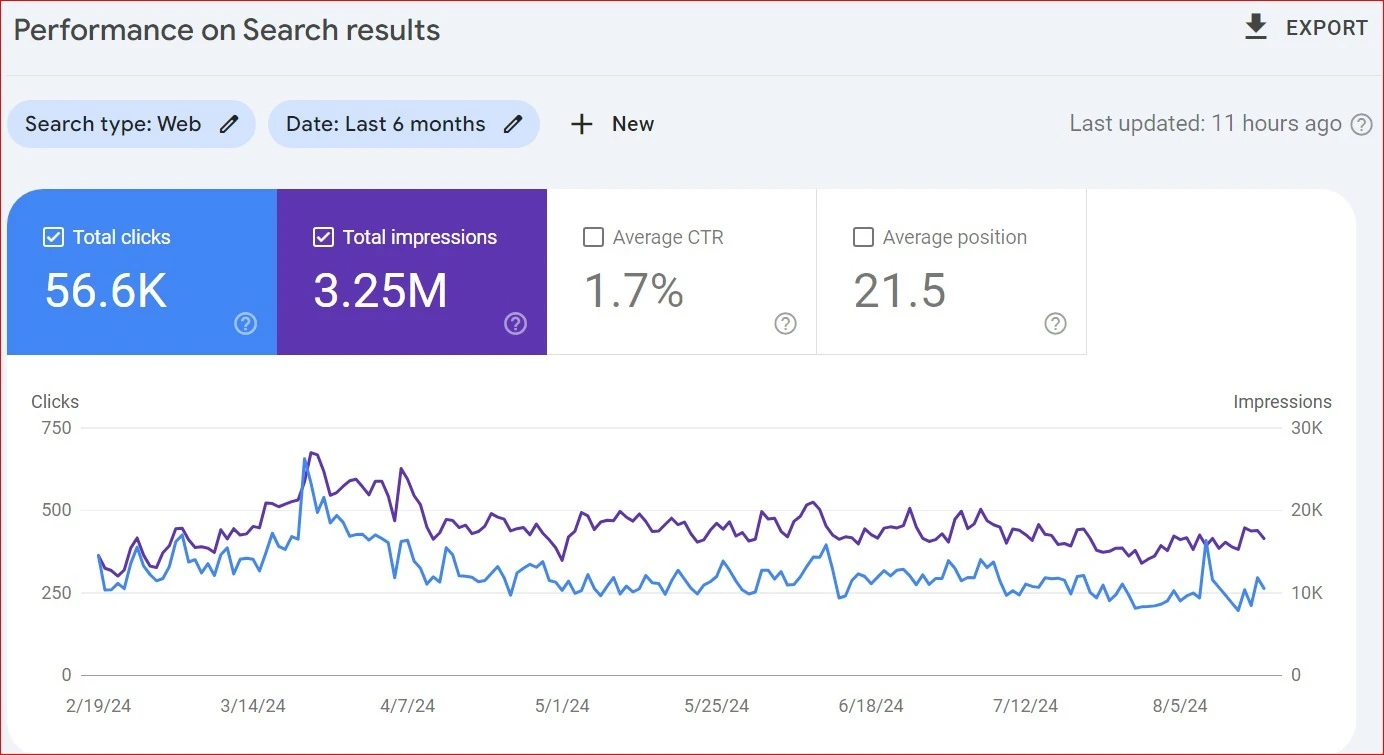 Performance on Search results
EXPORT
Search type: Web
Date: Last 6 months
+ New
Last updated: 11 hours ago
Total clicks
56.6K
Total impressions
3.25M
Average CTR
1.7%
Average position
21.5
Clicks
Impressions
750
30K
500
20K
250
10K
0
0
2/19/24 3/14/24 4/7/24 5/1/24 5/25/24 6/18/24 7/12/24 8/5/24